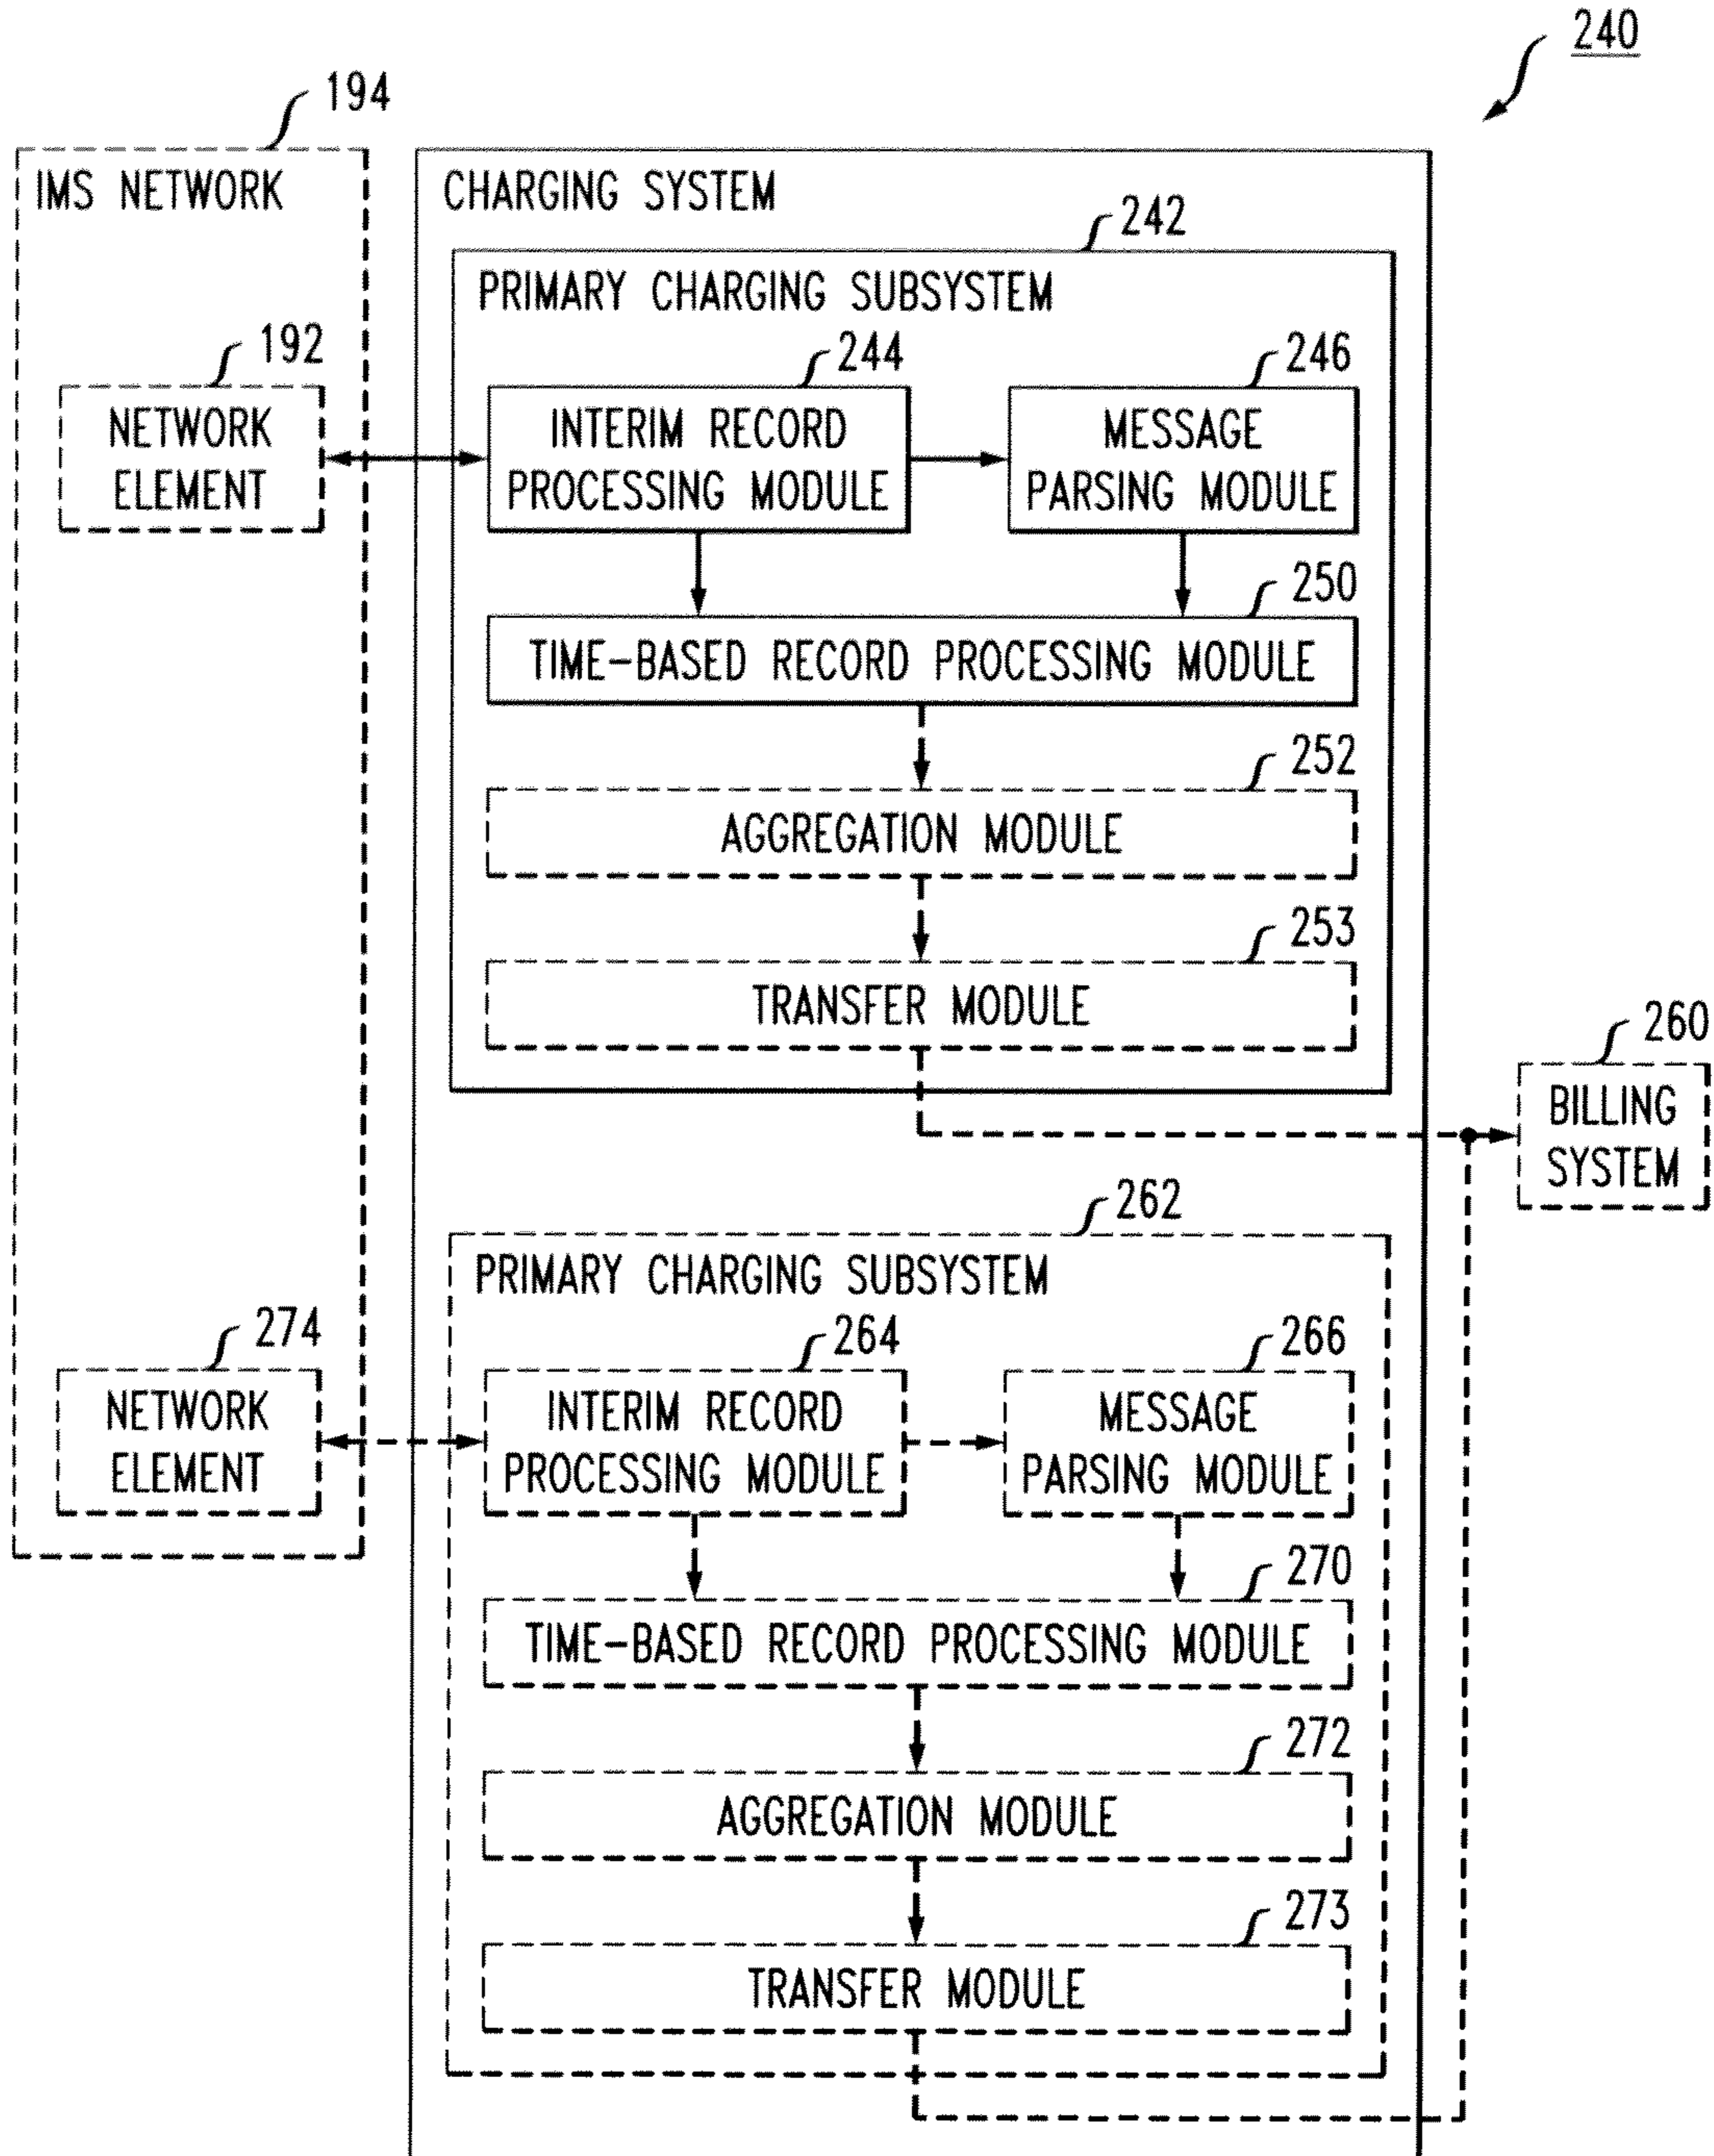 240
194
IMS NETWORK
CHARGING SYSTEM
242
PRIMARY CHARGING SUBSYSTEM
192
NETWORK
ELEMENT
244
INTERIM RECORD
PROCESSING MODULE
246
MESSAGE
PARSING MODULE
250
TIME-BASED RECORD PROCESSING MODULE
252
AGGREGATION MODULE
253
TRANSFER MODULE
260
BILLING
SYSTEM
262
PRIMARY CHARGING SUBSYSTEM
274
NETWORK
ELEMENT
264
INTERIM RECORD
PROCESSING MODULE
266
MESSAGE
PARSING MODULE
270
TIME-BASED RECORD PROCESSING MODULE
272
AGGREGATION MODULE
273
TRANSFER MODULE